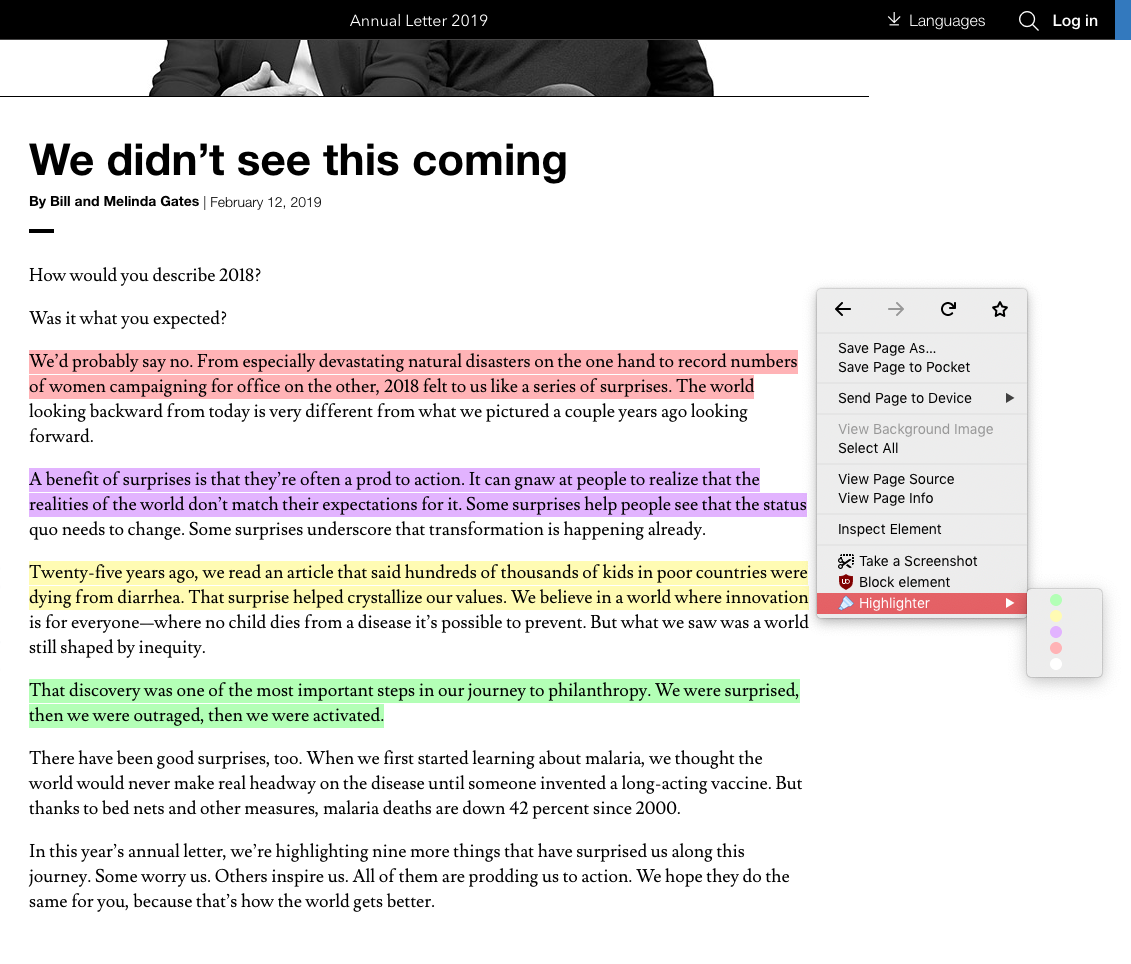 Annual Letter 2019
Languages
Log in
We didn’t see this coming
By Bill and Melinda Gates | February 12, 2019
How would you describe 2018?
Was it what you expected?
We’d probably say no. From especially devastating natural disasters on the one hand to record numbers
of women campaigning for office on the other, 2018 felt to us like a series of surprises. The world
looking backward from today is very different from what we pictured a couple years ago looking
forward.
A benefit of surprises is that they’re often a prod to action. It can gnaw at people to realize that the
realities of the world don’t match their expectations for it. Some surprises help people see that the status
quo needs to change. Some surprises underscore that transformation is happening already.
Twenty-five years ago, we read an article that said hundreds of thousands of kids in poor countries were
dying from diarrhea. That surprise helped crystallize our values. We believe in a world where innovation
is for everyone—where no child dies from a disease it’s possible to prevent. But what we saw was a world
still shaped by inequity.
That discovery was one of the most important steps in our journey to philanthropy. We were surprised,
then we were outraged, then we were activated.
There have been good surprises, too. When we first started learning about malaria, we thought the
world would never make real headway on the disease until someone invented a long-acting vaccine. But
thanks to bed nets and other measures, malaria deaths are down 42 percent since 2000.
In this year’s annual letter, we’re highlighting nine more things that have surprised us along this
journey. Some worry us. Others inspire us. All of them are prodding us to action. We hope they do the
same for you, because that’s how the world gets better.
Save Page As…
Save Page to Pocket
Send Page to Device
View Background Image
Select All
View Page Source
View Page Info
Inspect Element
Take a Screenshot
Block element
Highlighter